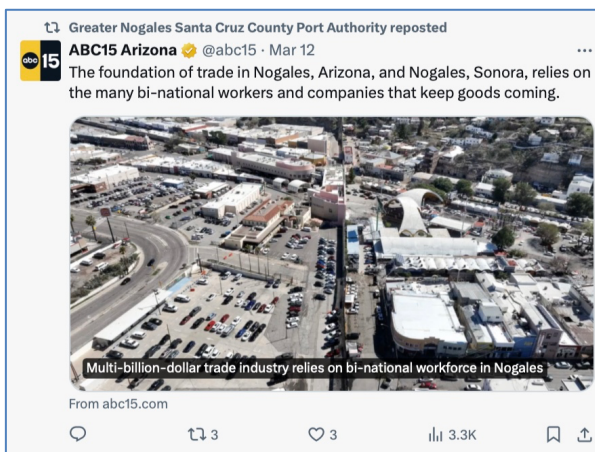 Greater Nogales Santa Cruz County Port Authority reposted
abc 15
ABC15 Arizona @abc15 · Mar 12
The foundation of trade in Nogales, Arizona, and Nogales, Sonora, relies on
the many bi-national workers and companies that keep goods coming.
Multi-billion-dollar trade industry relies on bi-national workforce in Nogales
From abc15.com
3
3
3.3K